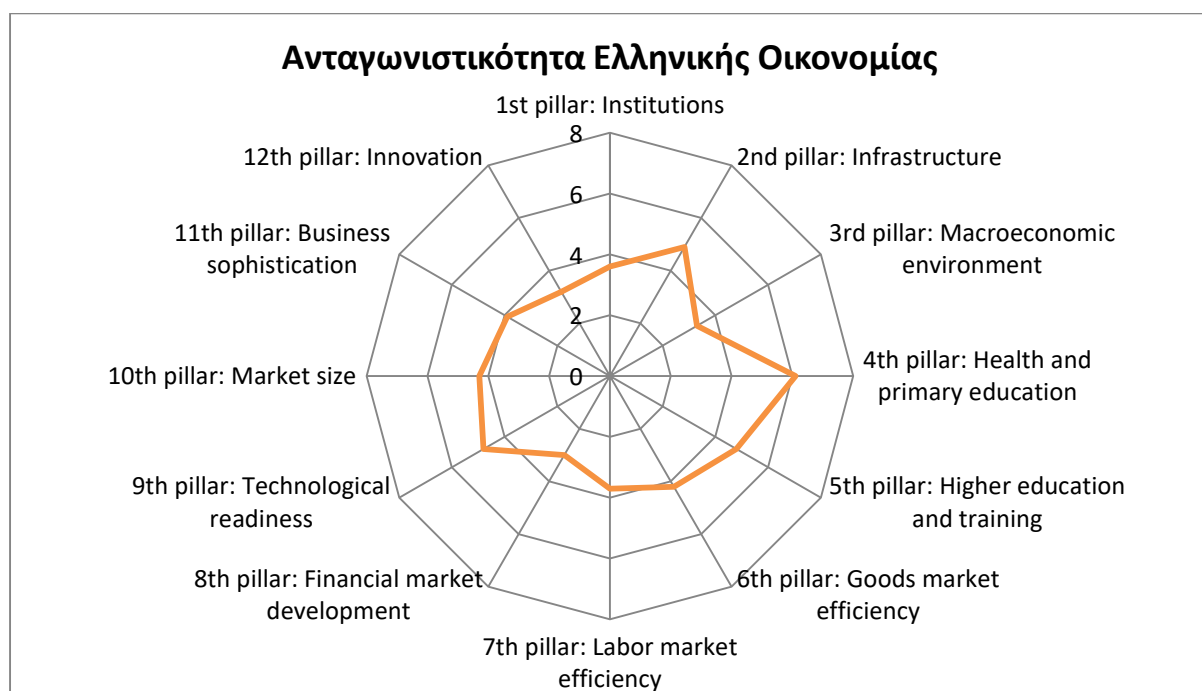 Ανταγωνιστικότητα Ελληνικής Οικονομίας
1st pillar: Institutions
2nd pillar: Infrastructure
3rd pillar: Macroeconomic
environment
4th pillar: Health and
primary education
5th pillar: Higher education
and training
6th pillar: Goods market
efficiency
7th pillar: Labor market
efficiency
8th pillar: Financial market
development
9th pillar: Technological
readiness
10th pillar: Market size
11th pillar: Business
sophistication
12th pillar: Innovation
8
6
4
2
0